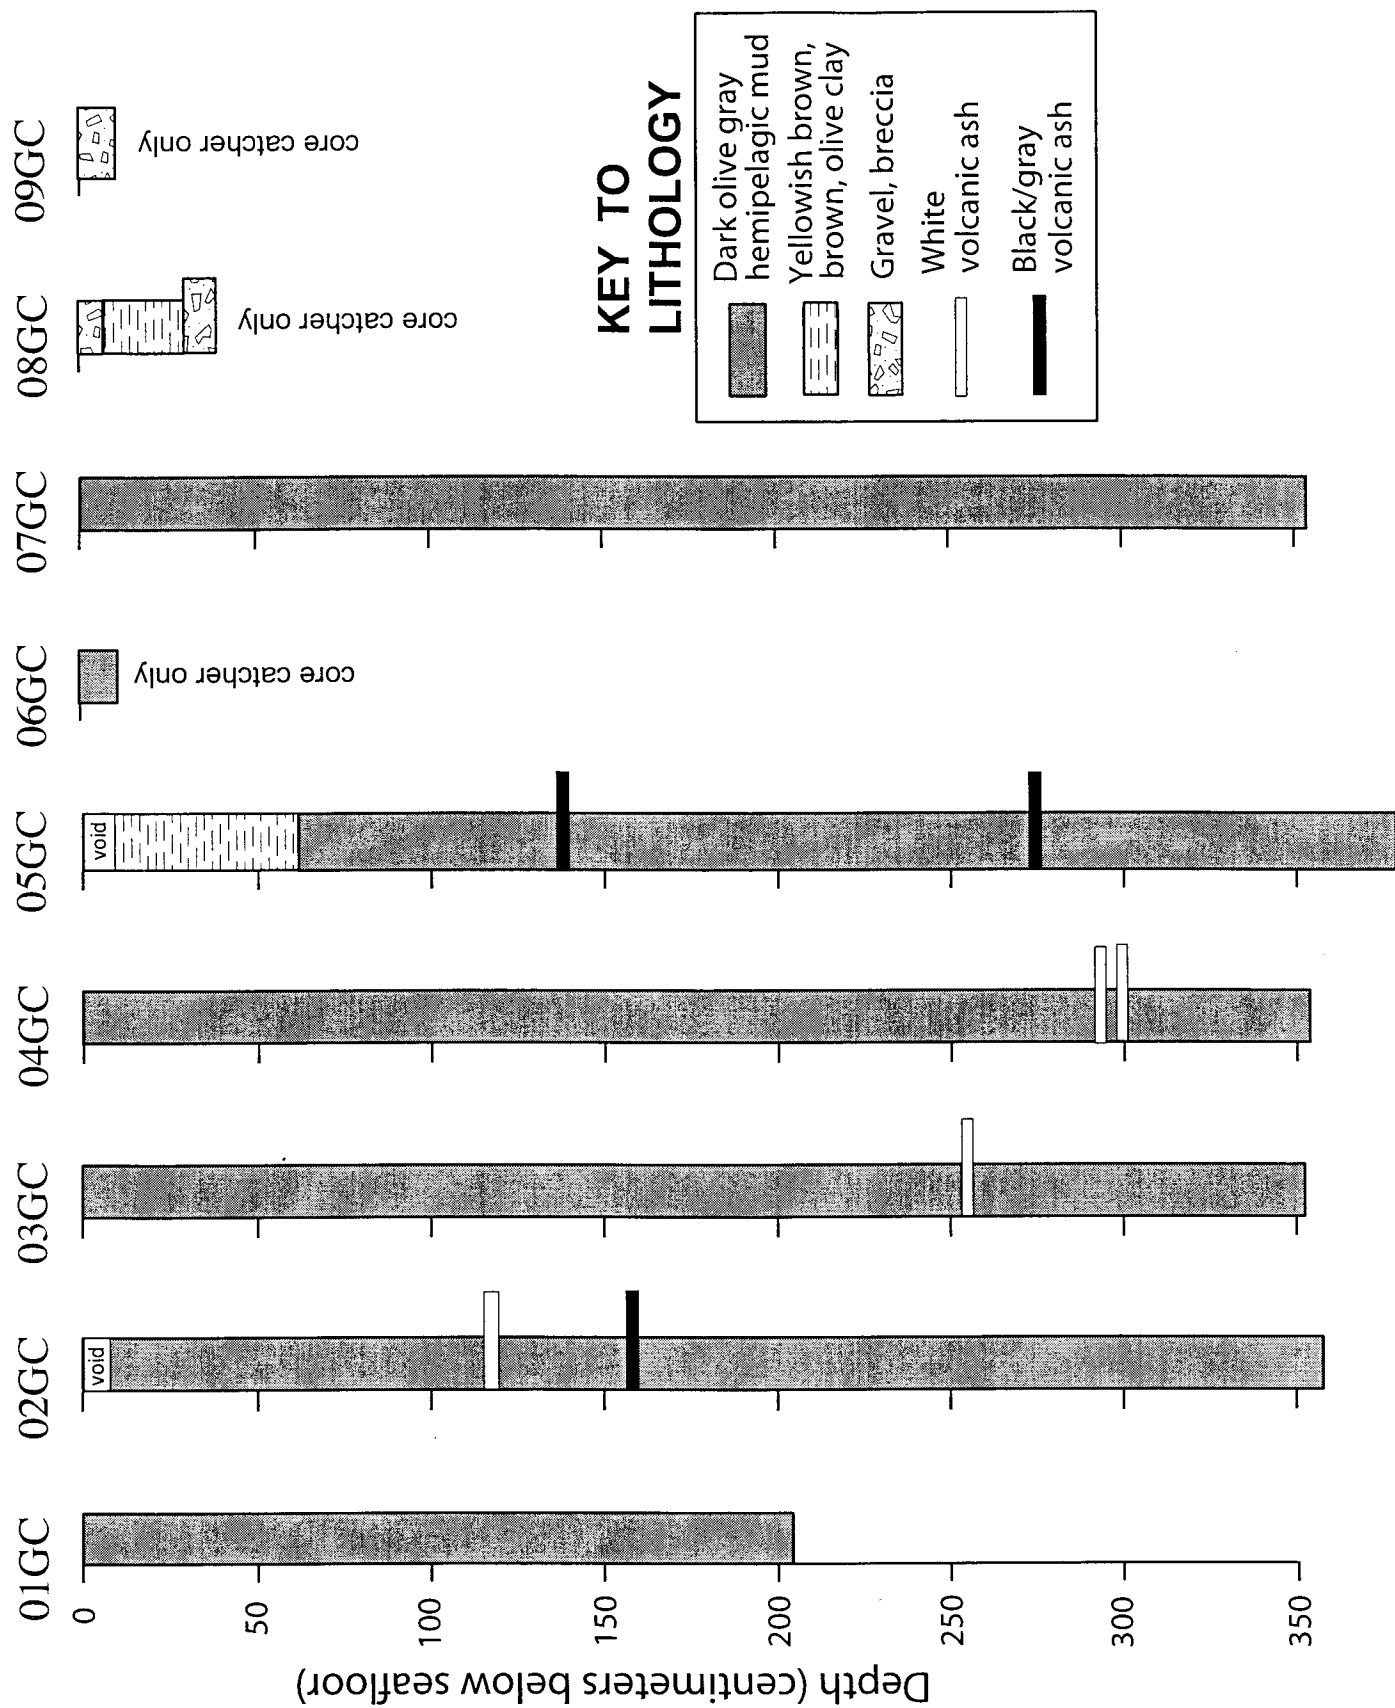 01GC
02GC
03GC
04GC
05GC
06GC
07GC
08GC
09GC
void
void
core catcher only
core catcher only
core catcher only
Depth (centimeters below seafloor)
0
50
100
150
200
250
300
350
KEY TO
LITHOLOGY
Dark olive gray
hemipelagic mud
Yellowish brown,
brown, olive clay
Gravel, breccia
White
volcanic ash
Black/gray
volcanic ash